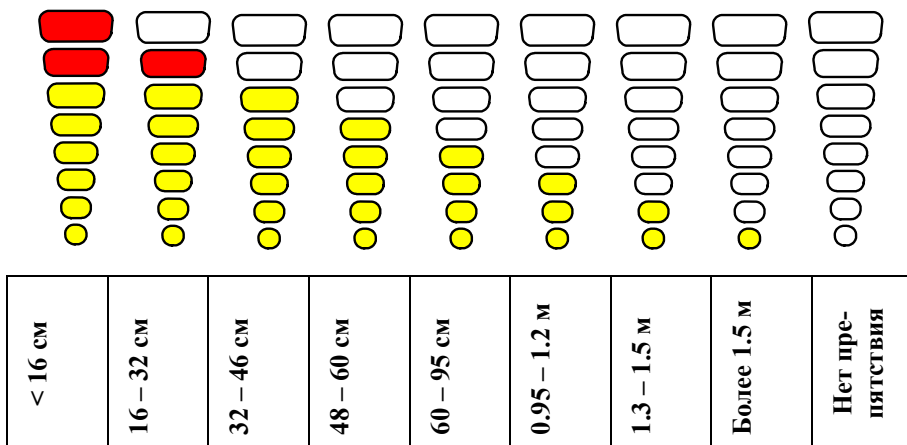 < 16 см
16 – 32 см
32 – 46 см
48 – 60 см
60 – 95 см
0.95 – 1.2 м
1.3 – 1.5 м
Более 1.5 м
Нет пре-
пятствия